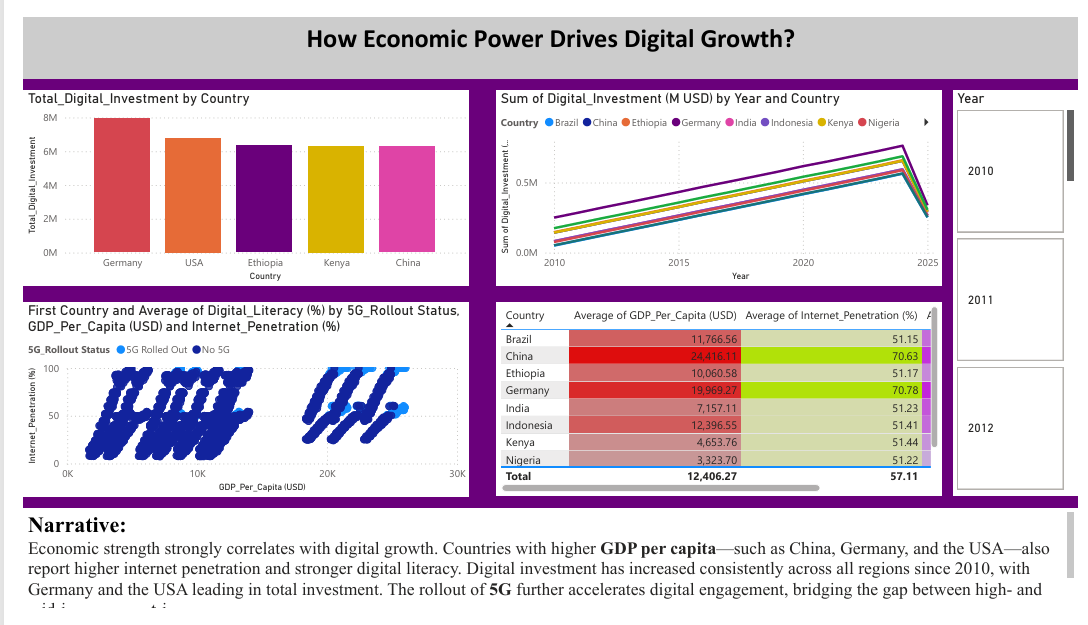 How Economic Power Drives Digital Growth?
Total_Digital_Investment by Country
Total_Digital_Investment
8M
6M
4M
2M
0M
Germany USA Ethiopia Kenya China
Country
Sum of Digital_Investment (M USD) by Year and Country
Country Brazil China Ethiopia Germany India Indonesia Kenya Nigeria
Sum of Digital_Investment (...
0.5M
0.0M
2010 2015 2020 2025
Year
Year
2010
2011
2012
First Country and Average of Digital_Literacy (%) by 5G_Rollout Status,
GDP_Per_Capita (USD) and Internet_Penetration (%)
5G_Rollout Status 5G Rolled Out No 5G
Internet_Penetration (%)
100
50
0
0K 10K 20K 30K
GDP_Per_Capita (USD)
Country Average of GDP_Per_Capita (USD) Average of Internet_Penetration (%) A
Brazil 11,766.56 51.15
China 24,416.11 70.63
Ethiopia 10,060.58 51.17
Germany 19,969.27 70.78
India 7,157.11 51.23
Indonesia 12,396.55 51.41
Kenya 4,653.76 51.44
Nigeria 3,323.70 51.22
Total 12,406.27 57.11
Narrative:
Economic strength strongly correlates with digital growth. Countries with higher GDP per capita—such as China, Germany, and the USA—also
report higher internet penetration and stronger digital literacy. Digital investment has increased consistently across all regions since 2010, with
Germany and the USA leading in total investment. The rollout of 5G further accelerates digital engagement, bridging the gap between high- and